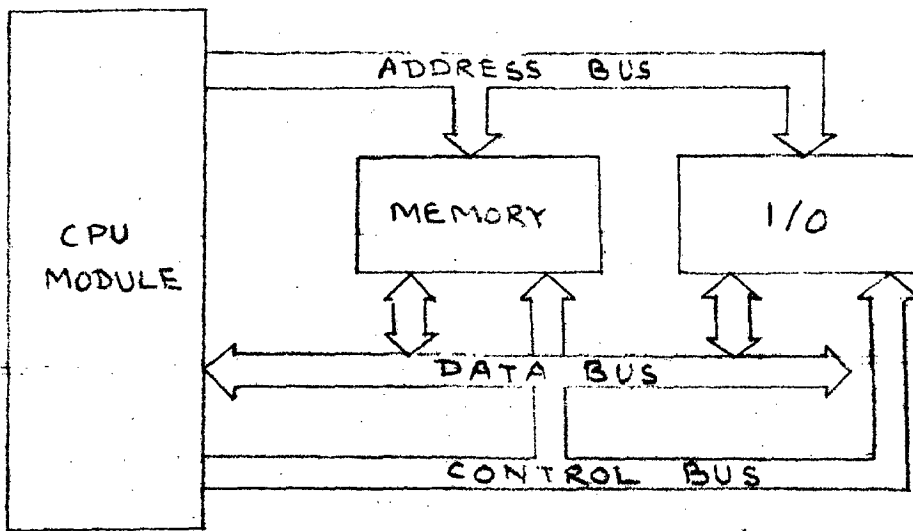 ADDRESS BUS
MEMORY
I/O
CPU
MODULE
DATA BUS
CONTROL BUS